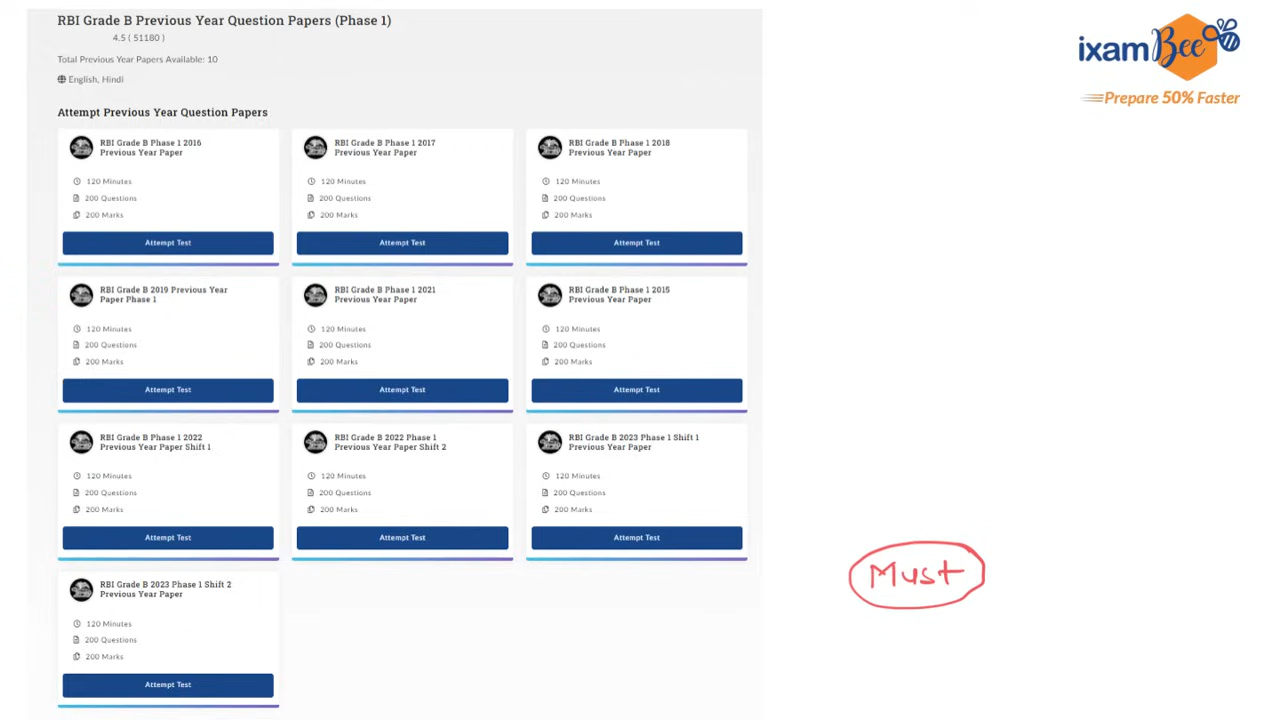 RBI Grade B Previous Year Question Papers (Phase 1)
4.5 ( 51180 )
Total Previous Year Papers Available: 10
English, Hindi
Attempt Previous Year Question Papers
RBI Grade B Phase 1 2016
Previous Year Paper
120 Minutes
200 Questions
200 Marks
Attempt Test
RBI Grade B Phase 1 2017
Previous Year Paper
120 Minutes
200 Questions
200 Marks
Attempt Test
RBI Grade B Phase 1 2018
Previous Year Paper
120 Minutes
200 Questions
200 Marks
Attempt Test
RBI Grade B 2019 Previous Year
Paper Phase 1
120 Minutes
200 Questions
200 Marks
Attempt Test
RBI Grade B Phase 1 2021
Previous Year Paper
120 Minutes
200 Questions
200 Marks
Attempt Test
RBI Grade B Phase 1 2015
Previous Year Paper
120 Minutes
200 Questions
200 Marks
Attempt Test
RBI Grade B Phase 1 2022
Previous Year Paper Shift 1
120 Minutes
200 Questions
200 Marks
Attempt Test
RBI Grade B 2022 Phase 1
Previous Year Paper Shift 2
120 Minutes
200 Questions
200 Marks
Attempt Test
RBI Grade B 2023 Phase 1 Shift 1
Previous Year Paper
120 Minutes
200 Questions
200 Marks
Attempt Test
RBI Grade B 2023 Phase 1 Shift 2
Previous Year Paper
120 Minutes
200 Questions
200 Marks
Attempt Test
ixamBee
Prepare 50% Faster
Must